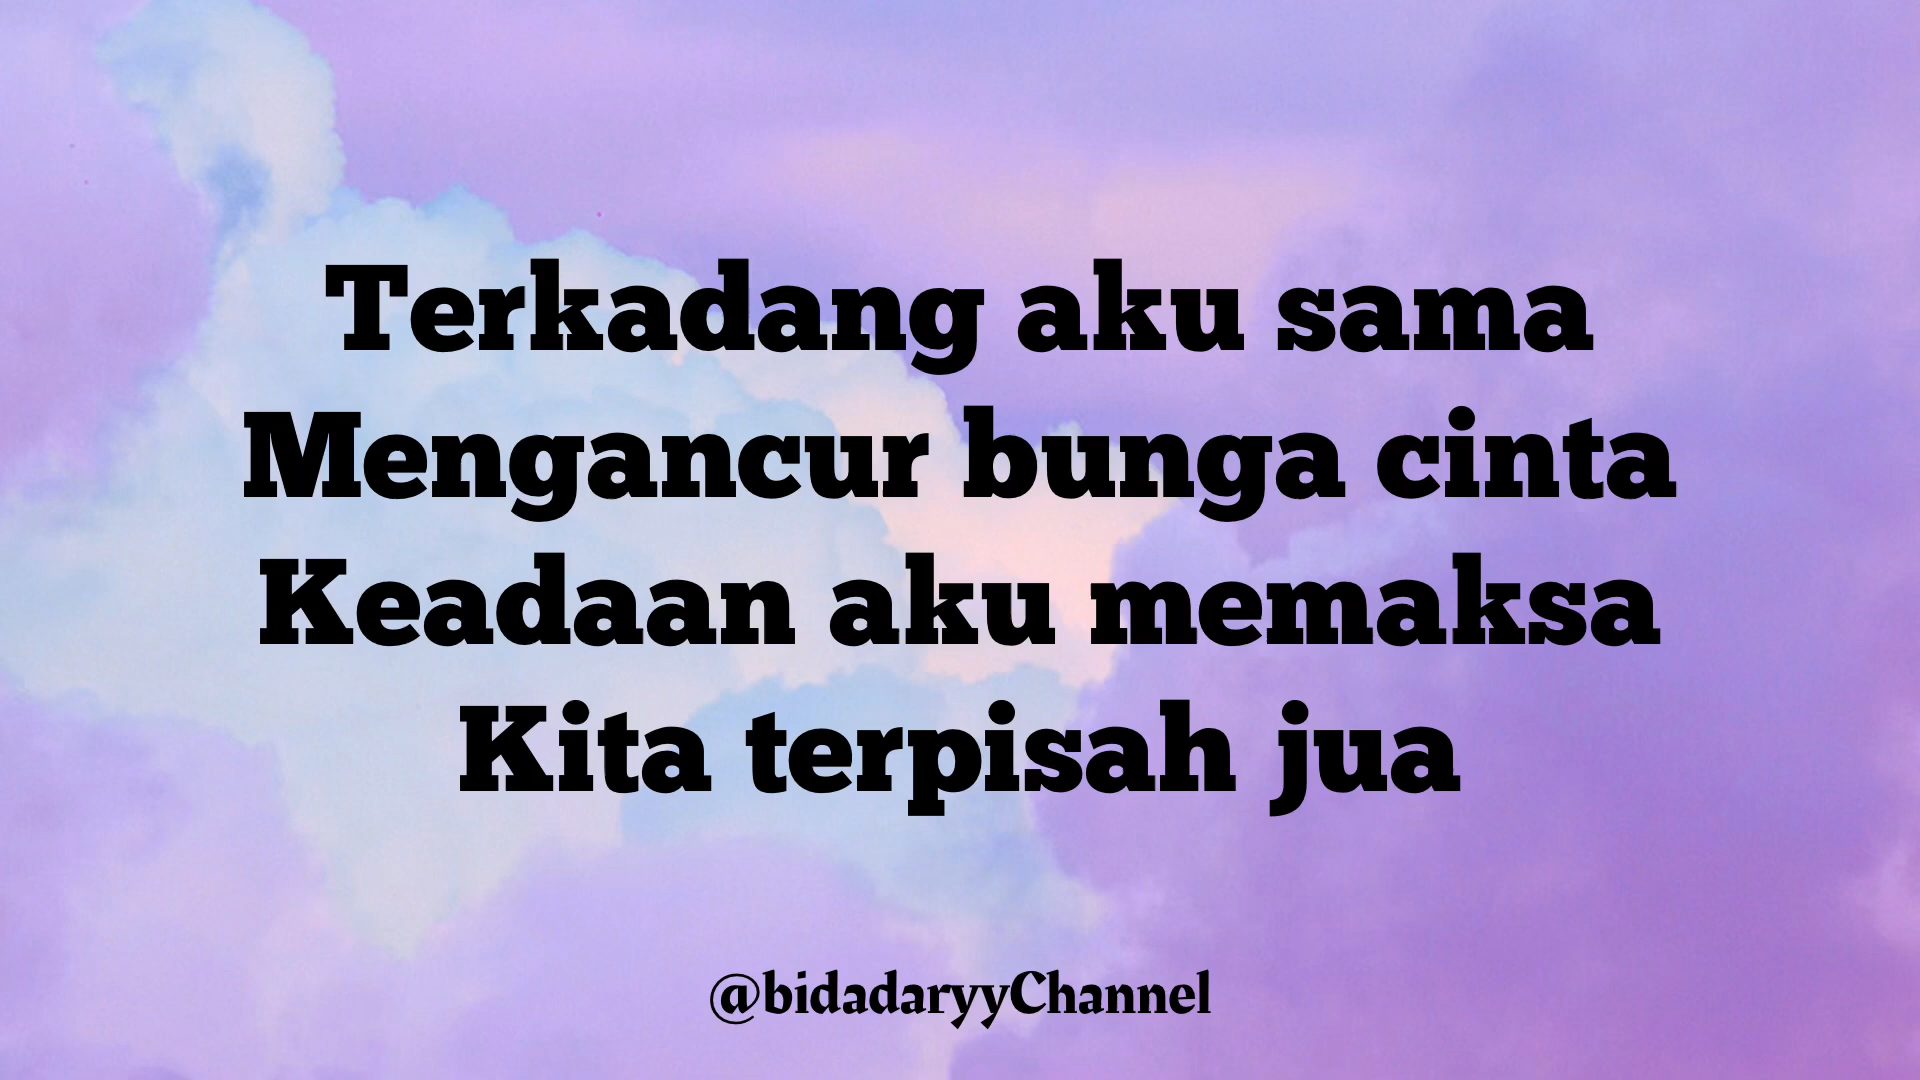 Terkadang aku sama
Mengancur bunga cinta
Keadaan aku memaksa
Kita terpisah jua
@bidadaryyChannel